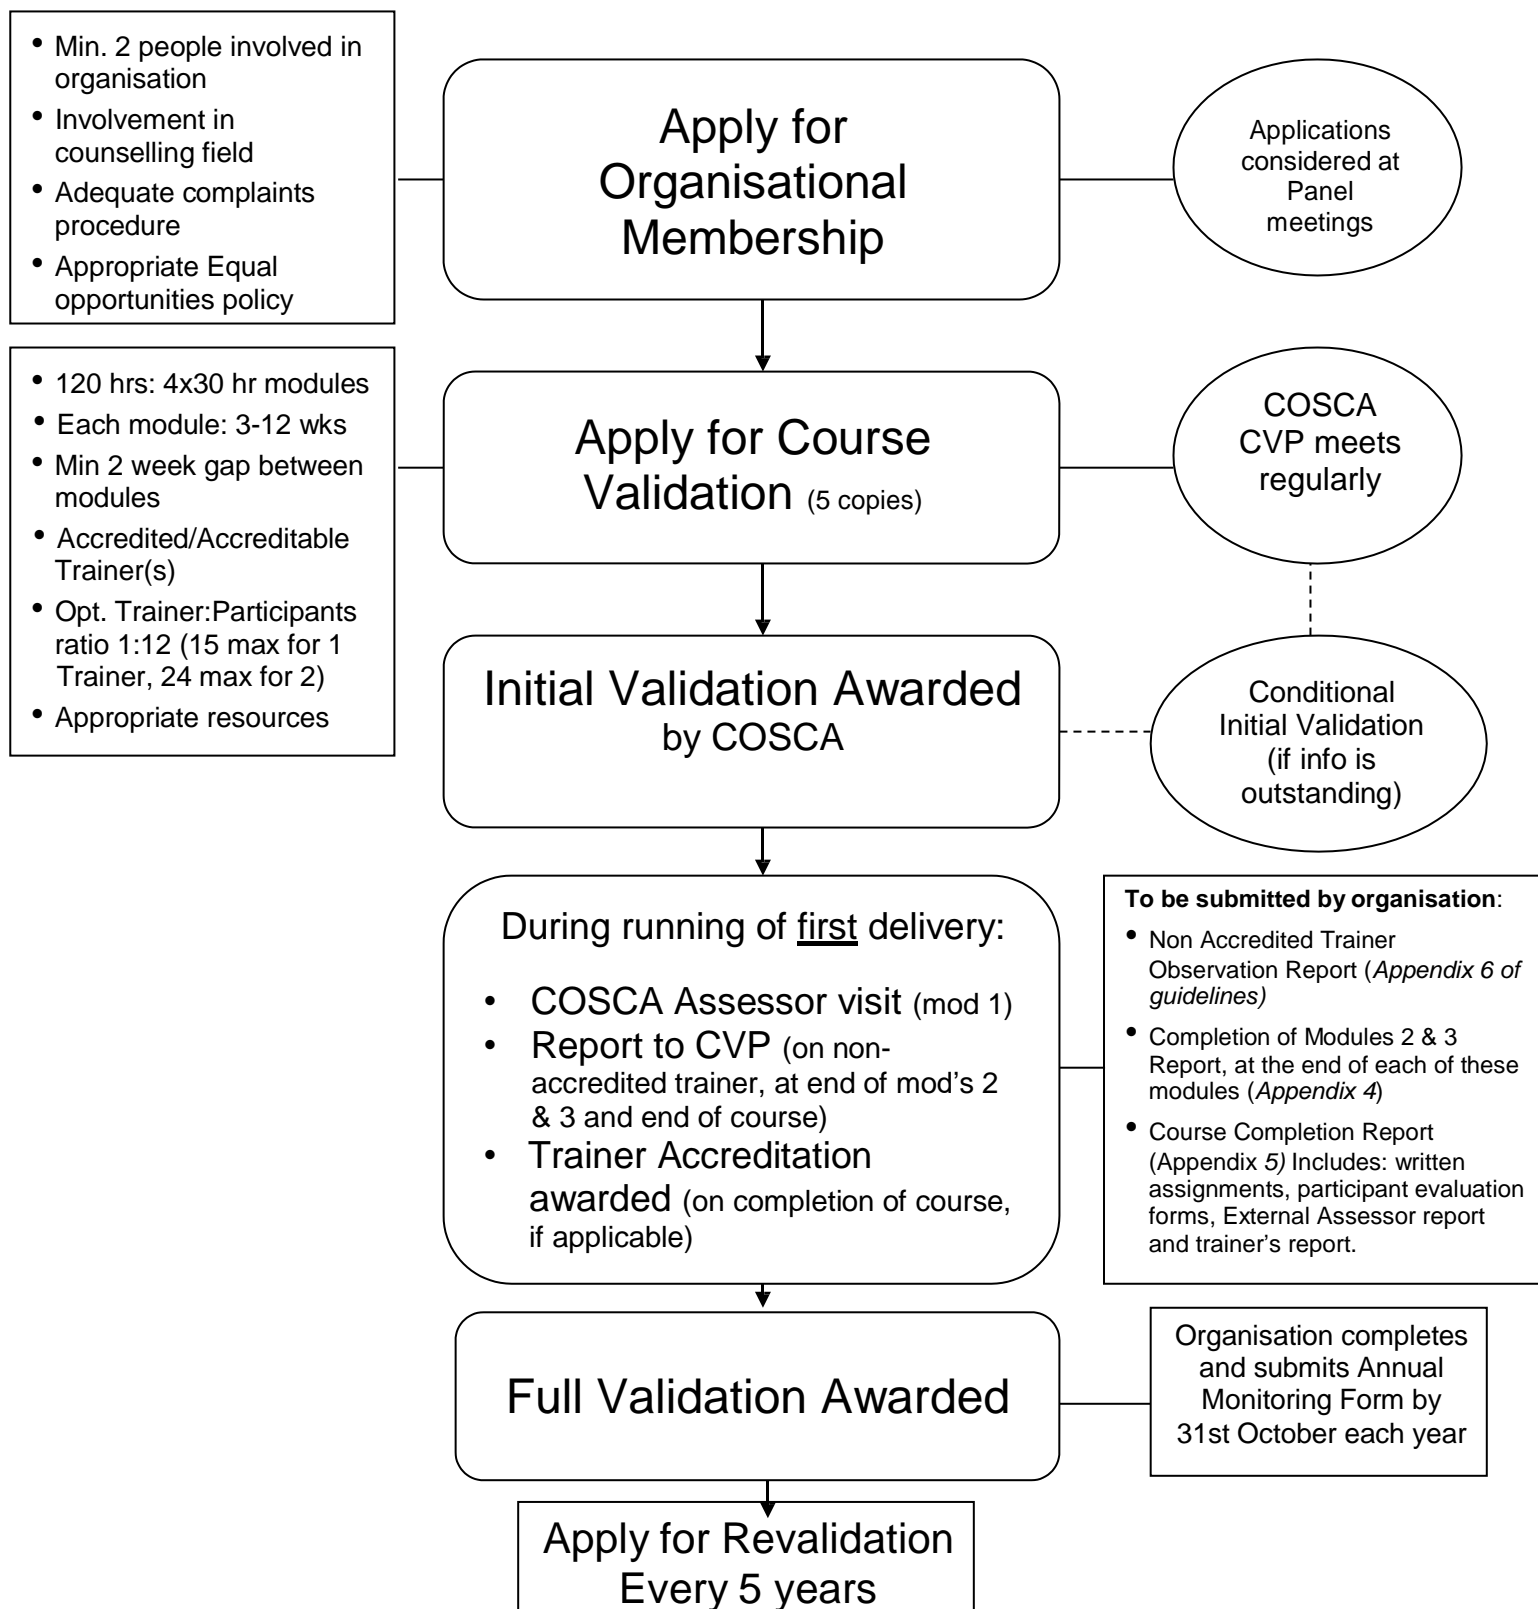 • Min. 2 people involved in
organisation
• Involvement in
counselling field
• Adequate complaints
procedure
• Appropriate Equal
opportunities policy
Apply for
Organisational
Membership
Applications
considered at
Panel
meetings
• 120 hrs: 4x30 hr modules
• Each module: 3-12 wks
• Min 2 week gap between
modules
• Accredited/Accreditable
Trainer(s)
• Opt. Trainer:Participants
ratio 1:12 (15 max for 1
Trainer, 24 max for 2)
• Appropriate resources
Apply for Course
Validation (5 copies)
COSCA
CVP meets
regularly
Initial Validation Awarded
by COSCA
Conditional
Initial Validation
(if info is
outstanding)
During running of first delivery:
• COSCA Assessor visit (mod 1)
• Report to CVP (on non-
accredited trainer, at end of mod's 2
& 3 and end of course)
• Trainer Accreditation
awarded (on completion of course,
if applicable)
To be submitted by organisation:
• Non Accredited Trainer
Observation Report (Appendix 6 of
guidelines)
• Completion of Modules 2 & 3
Report, at the end of each of these
modules (Appendix 4)
• Course Completion Report
(Appendix 5) Includes: written
assignments, participant evaluation
forms, External Assessor report
and trainer's report.
Full Validation Awarded
Organisation completes
and submits Annual
Monitoring Form by
31st October each year
Apply for Revalidation
Every 5 years